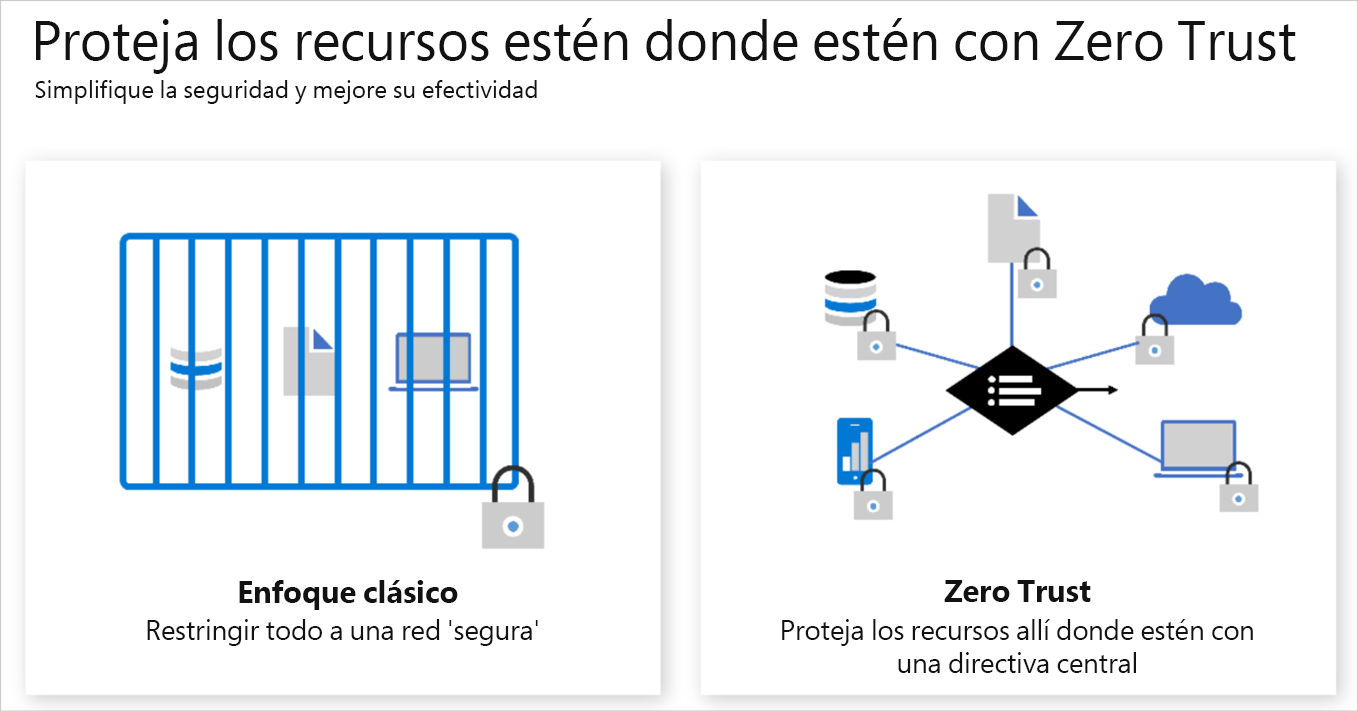 Proteja los recursos estén donde estén con Zero Trust
Simplifique la seguridad y mejore su efectividad
Enfoque clásico
Restringir todo a una red 'segura'
Zero Trust
Proteja los recursos allí donde estén con
una directiva central